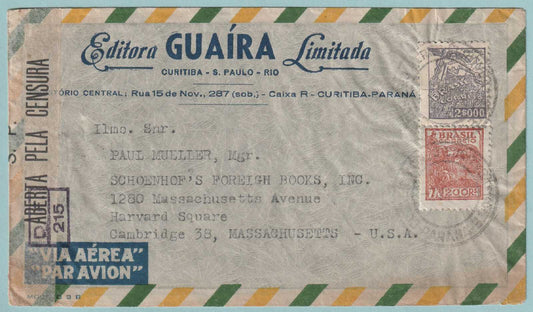 Editora GUAÍRA Limitada
CURITIBA - S. PAULO - RIO
TÓRIO CENTRAL: Rua 15 de Nov., 287 (sob.) - Caixa R - CURITIBA-PARANÁ
Ilmo. Snr.
PAUL MUELLER, Mgr.
SCHOENHOF'S FOREIGN BOOKS, INC.
1280 Massachusetts Avenue
Harvard Square
Cambridge 38, MASSACHUSETTS - U.S.A.
ABERTA PELA CENSURA
215
"VIA AÉREA"
"PAR AVION"
BRASIL